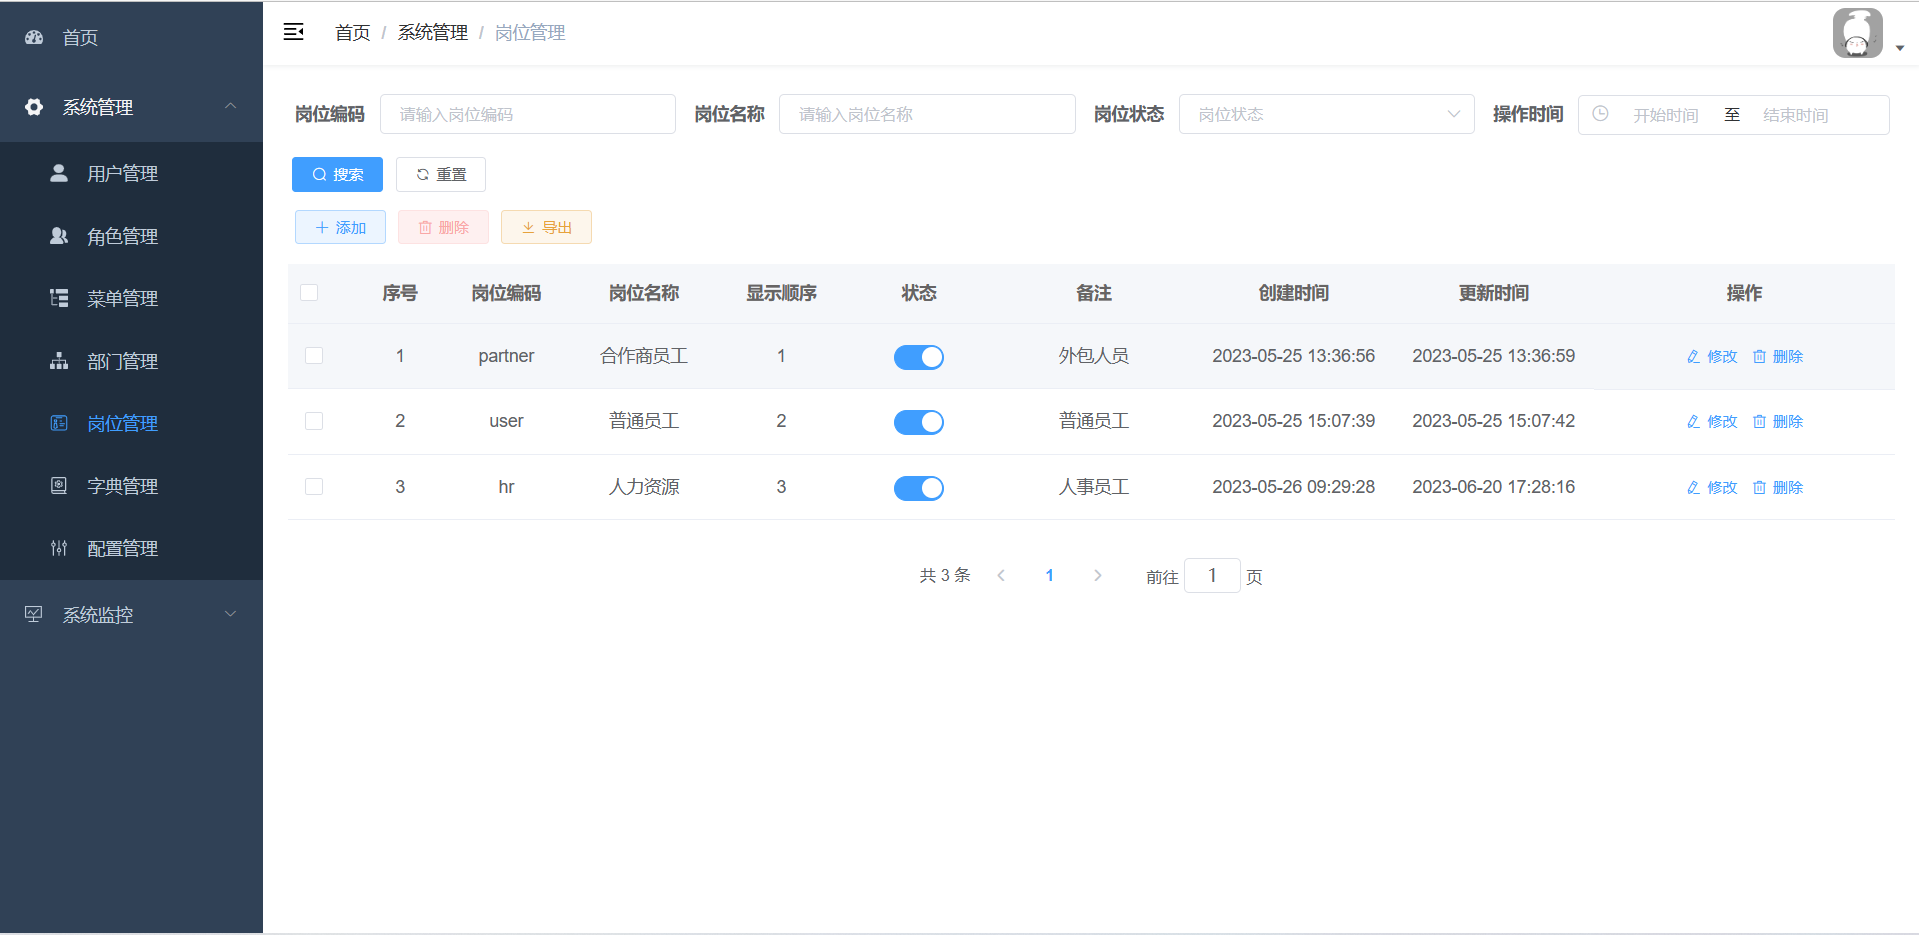 首页
系统管理
用户管理
角色管理
菜单管理
部门管理
岗位管理
字典管理
配置管理
系统监控
首页 / 系统管理 / 岗位管理
岗位编码 请输入岗位编码 岗位名称 请输入岗位名称 岗位状态 岗位状态 操作时间 开始时间 至 结束时间
搜索 重置
添加 删除 导出
序号 岗位编码 岗位名称 显示顺序 状态 备注 创建时间 更新时间 操作
1 partner 合作商员工 1 外包人员 2023-05-25 13:36:56 2023-05-25 13:36:59 修改 删除
2 user 普通员工 2 普通员工 2023-05-25 15:07:39 2023-05-25 15:07:42 修改 删除
3 hr 人力资源 3 人事员工 2023-05-26 09:29:28 2023-06-20 17:28:16 修改 删除
共 3 条 1 前往 1 页